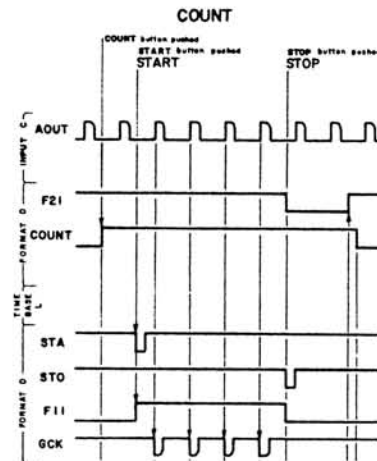 COUNT
COUNT button pushed
START button pushed
START
STOP button pushed
STOP
INPUT C
AOUT
FORMAT D
F21
COUNT
TIME BASE L
FORMAT D
STA
STO
F11
GCK